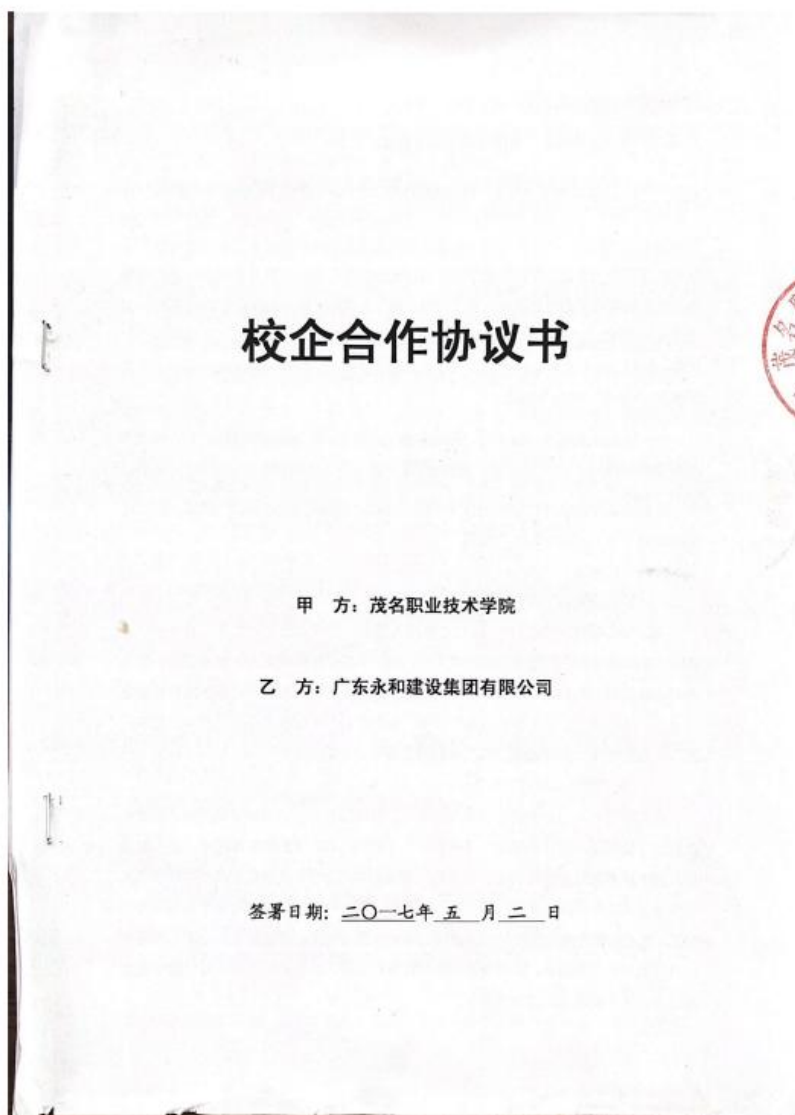 校企合作协议书
茂名
甲 方：茂名职业技术学院
乙 方：广东永和建设集团有限公司
签署日期：二〇一七年 五 月 二 日